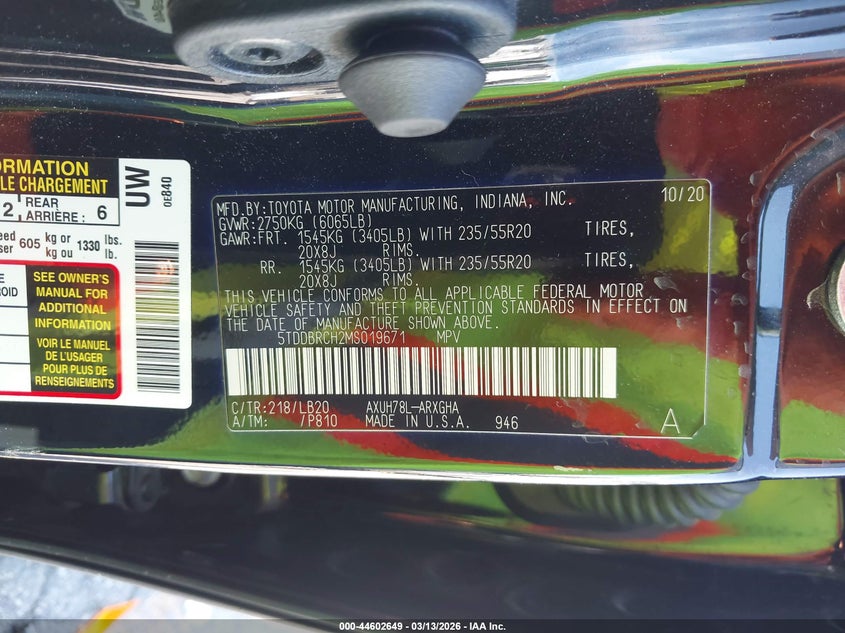 ORMATION
LE CHARGEMENT
2 REAR ARRIÈRE: 6
605 kg or kg ou 1330 lbs. lb.
SEE OWNER'S
MANUAL FOR
ADDITIONAL
INFORMATION
VOIR LE MANUEL
DE L'USAGER
POUR PLUS DE
RENSEIGNEMENTS
UW
0E840
MFD.BY:TOYOTA MOTOR MANUFACTURING, INDIANA, INC. 10/20
GVWR:2750KG (6065LB)
GAWR:FRT. 1545KG (3405LB) WITH 235/55R20 TIRES,
20X8J RIMS.
RR. 1545KG (3405LB) WITH 235/55R20 TIRES,
20X8J RIMS.
THIS VEHICLE CONFORMS TO ALL APPLICABLE FEDERAL MOTOR
VEHICLE SAFETY AND THEFT PREVENTION STANDARDS IN EFFECT ON
THE DATE OF MANUFACTURE SHOWN ABOVE.
5TDDBRCH2MS019671 MPV
C/TR:218/LB20 AXUH78L-ARXGHA
A/TM: /P810 MADE IN U.S.A. 946 A
000-44602649 - 03/13/2026 - IAA Inc.